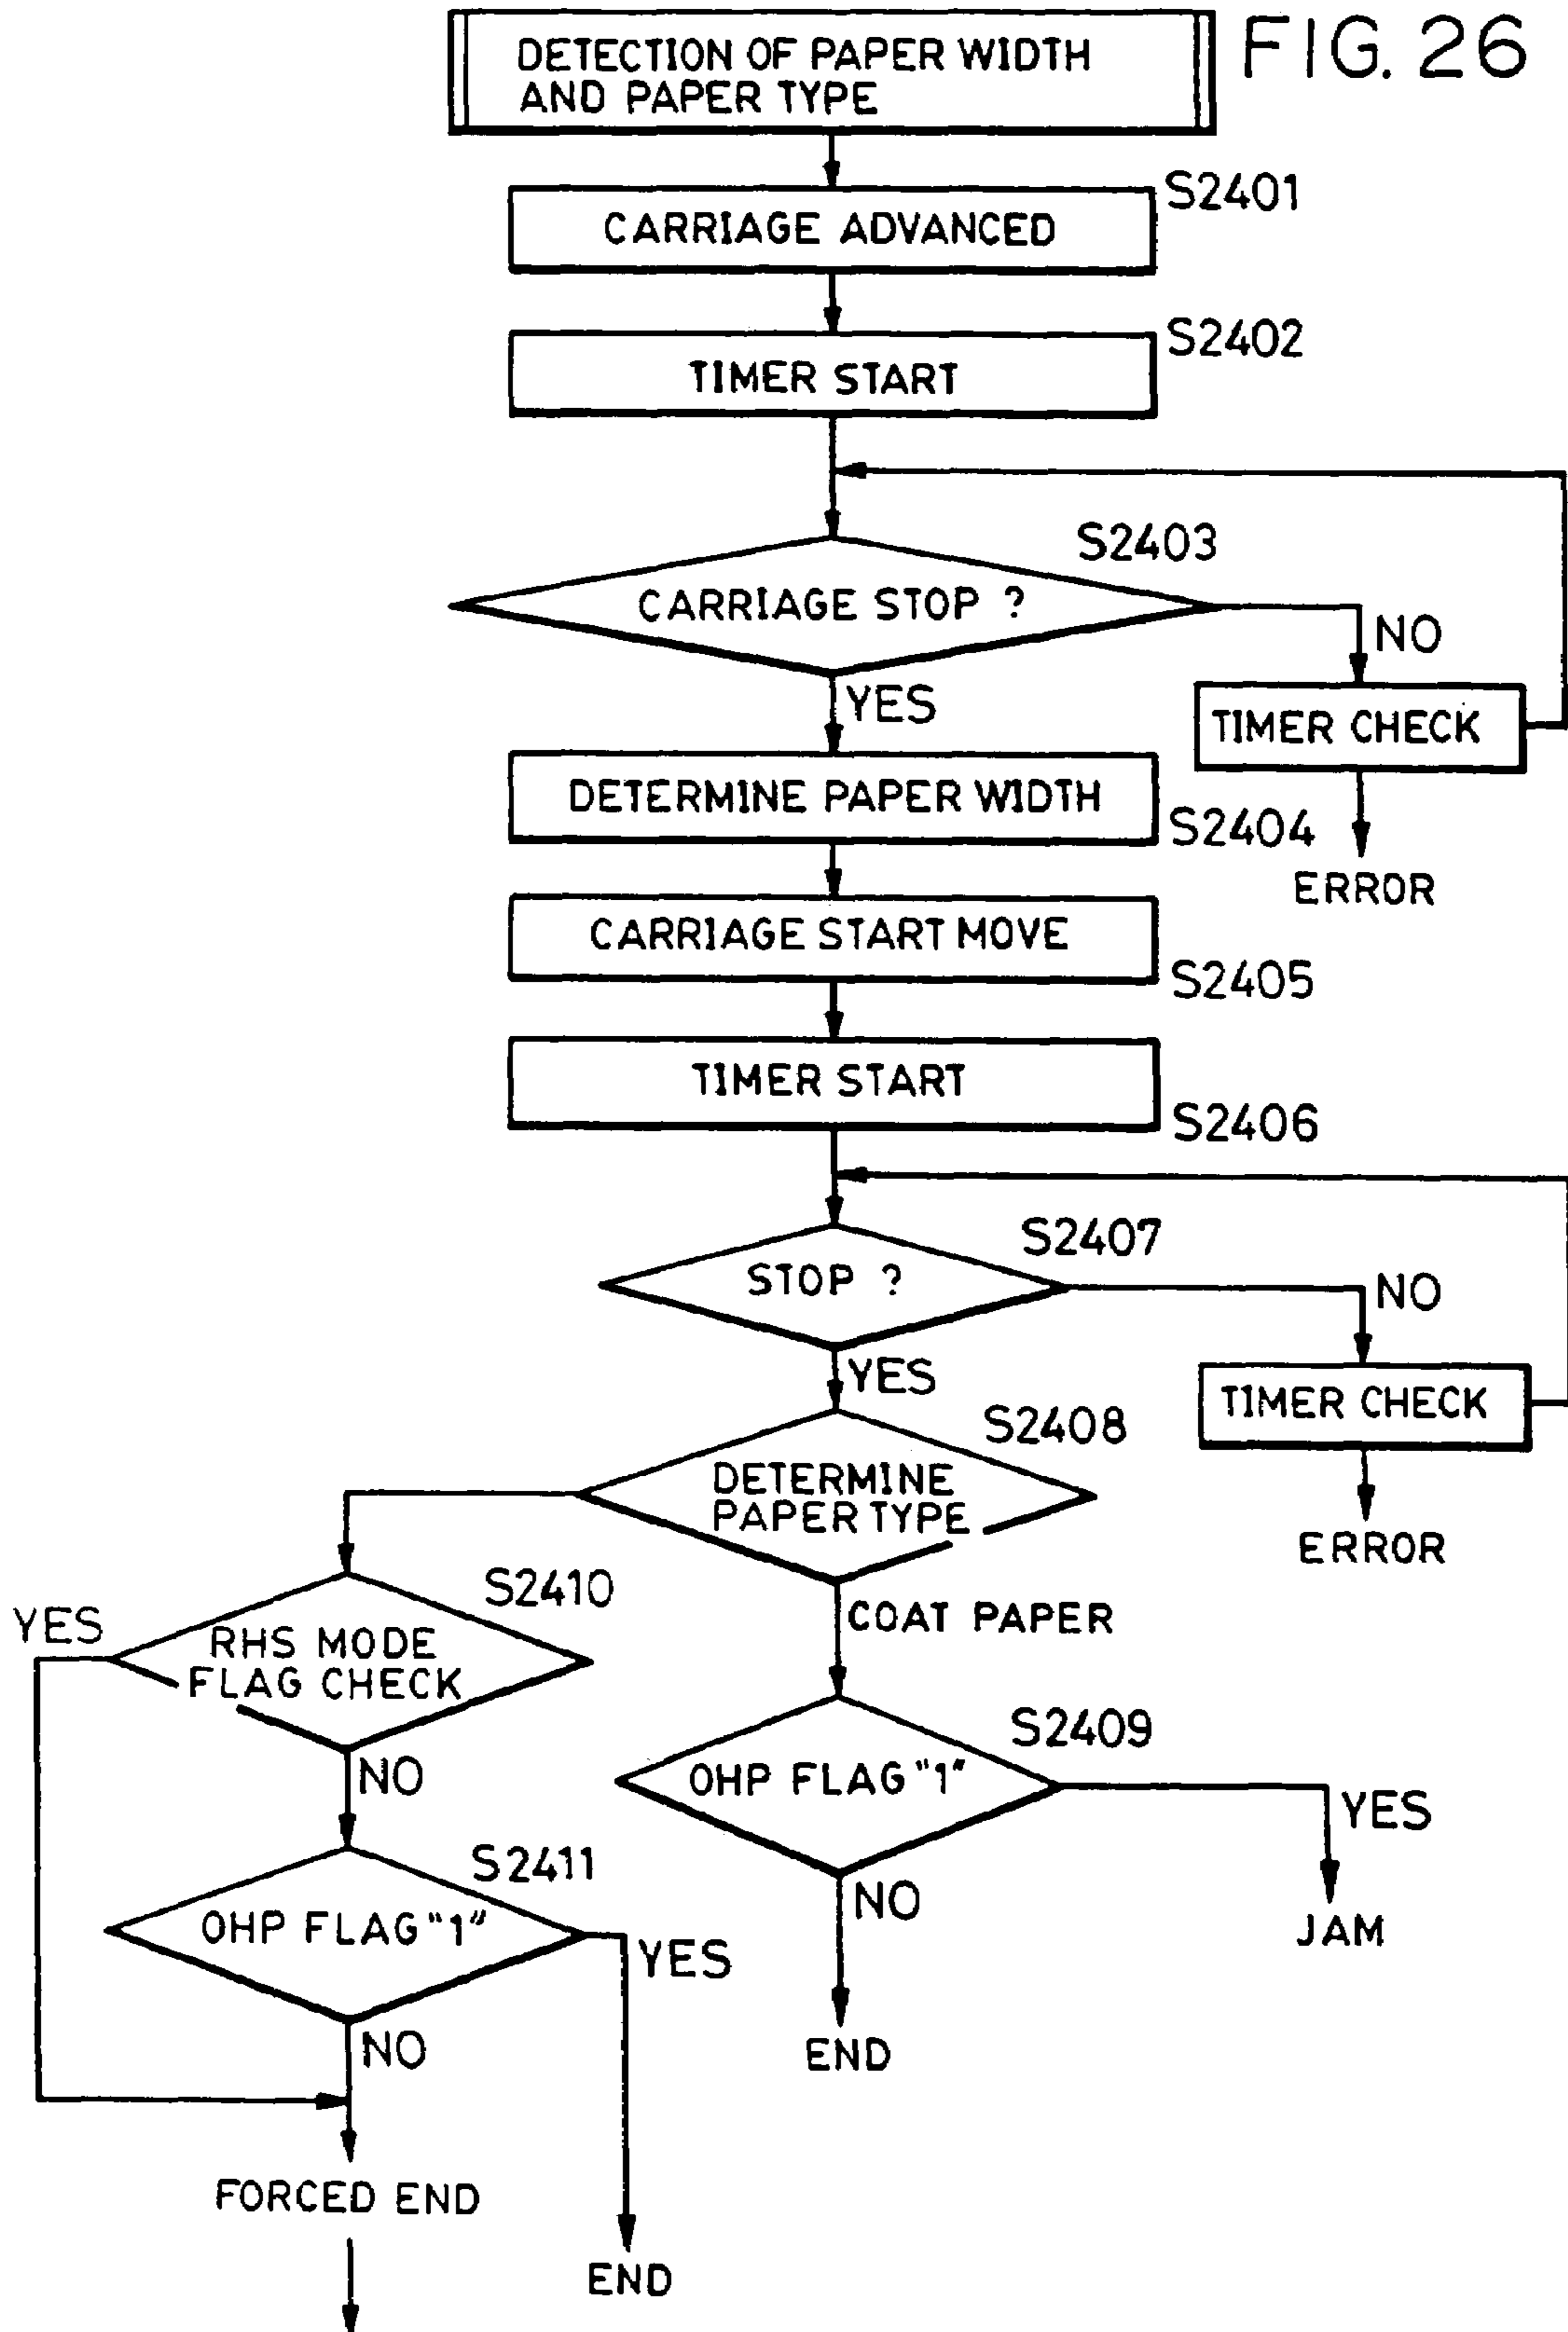 FIG. 26
DETECTION OF PAPER WIDTH
AND PAPER TYPE
S2401
CARRIAGE ADVANCED
S2402
TIMER START
S2403
CARRIAGE STOP ?
NO
YES
TIMER CHECK
DETERMINE PAPER WIDTH
S2404
ERROR
CARRIAGE START MOVE
S2405
TIMER START
S2406
S2407
STOP ?
NO
YES
TIMER CHECK
S2408
DETERMINE
PAPER TYPE
ERROR
S2410
COAT PAPER
YES
RHS MODE
FLAG CHECK
S2409
OHP FLAG "1"
NO
YES
S2411
OHP FLAG "1"
NO
JAM
YES
NO
END
FORCED END
END